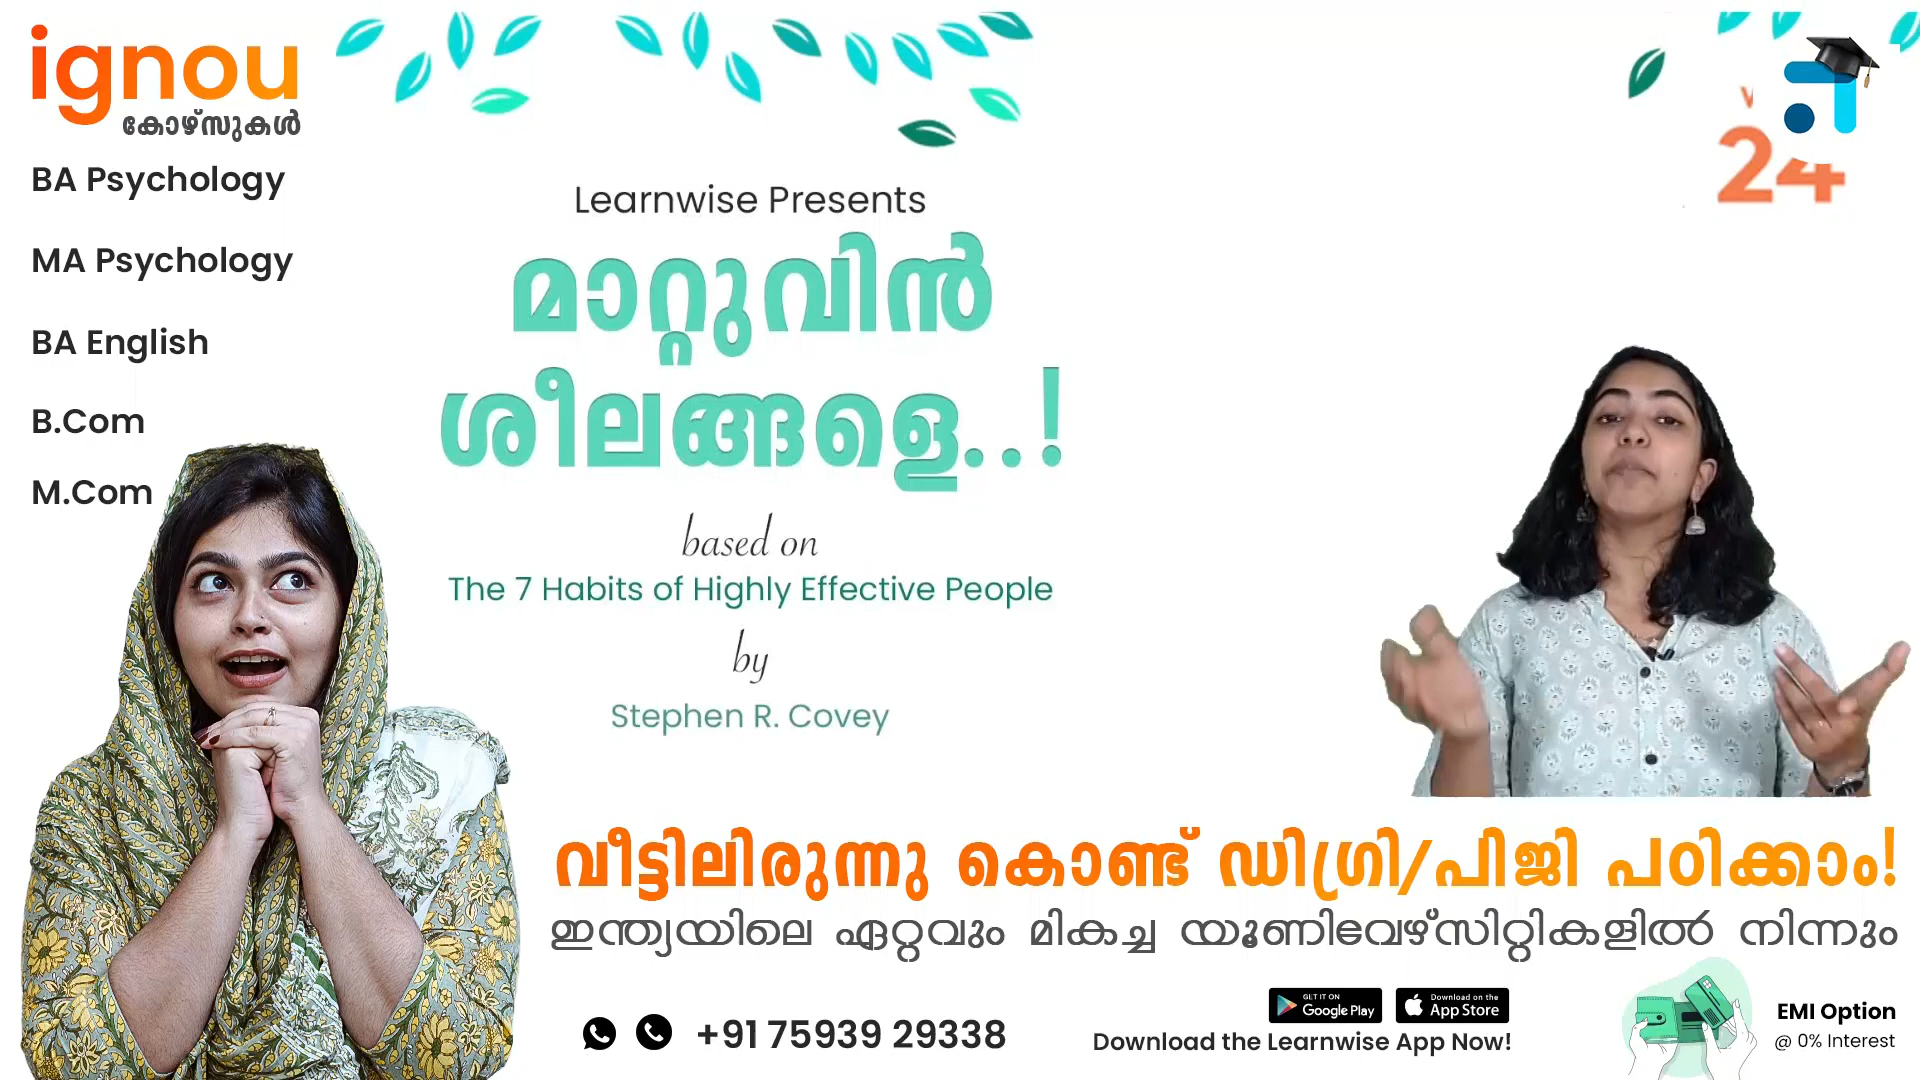 ignou
കോഴ്സുകൾ
BA Psychology
MA Psychology
BA English
B.Com
M.Com
Learnwise Presents
മാറ്റുവിൻ
ശീലങ്ങളെ..!
based on
The 7 Habits of Highly Effective People
by
Stephen R. Covey
24
വീട്ടിലിരുന്നു കൊണ്ട് ഡിഗ്രി/പിജി പഠിക്കാം!
ഇന്ത്യയിലെ ഏറ്റവും മികച്ച യൂണിവേഴ്സിറ്റികളിൽ നിന്നും
+91 75939 29338
GET IT ON Google Play
Download on the App Store
Download the Learnwise App Now!
EMI Option
@ 0% Interest